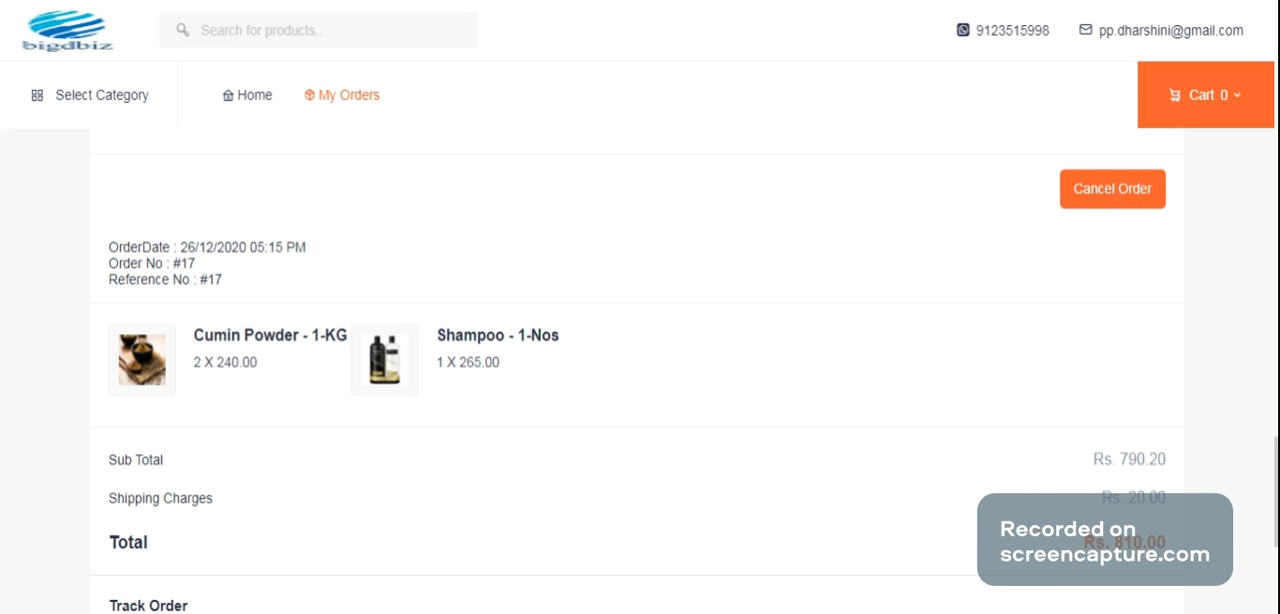 bigdbiz
Search for products..
9123515998
pp.dharshini@gmail.com
Select Category
Home
My Orders
Cart 0
Cancel Order
OrderDate : 26/12/2020 05:15 PM
Order No : #17
Reference No : #17
Cumin Powder - 1-KG
2 X 240.00
Shampoo - 1-Nos
1 X 265.00
Sub Total
Rs. 790.20
Shipping Charges
Rs. 20.00
Total
Rs. 810.00
Recorded on
screencapture.com
Track Order